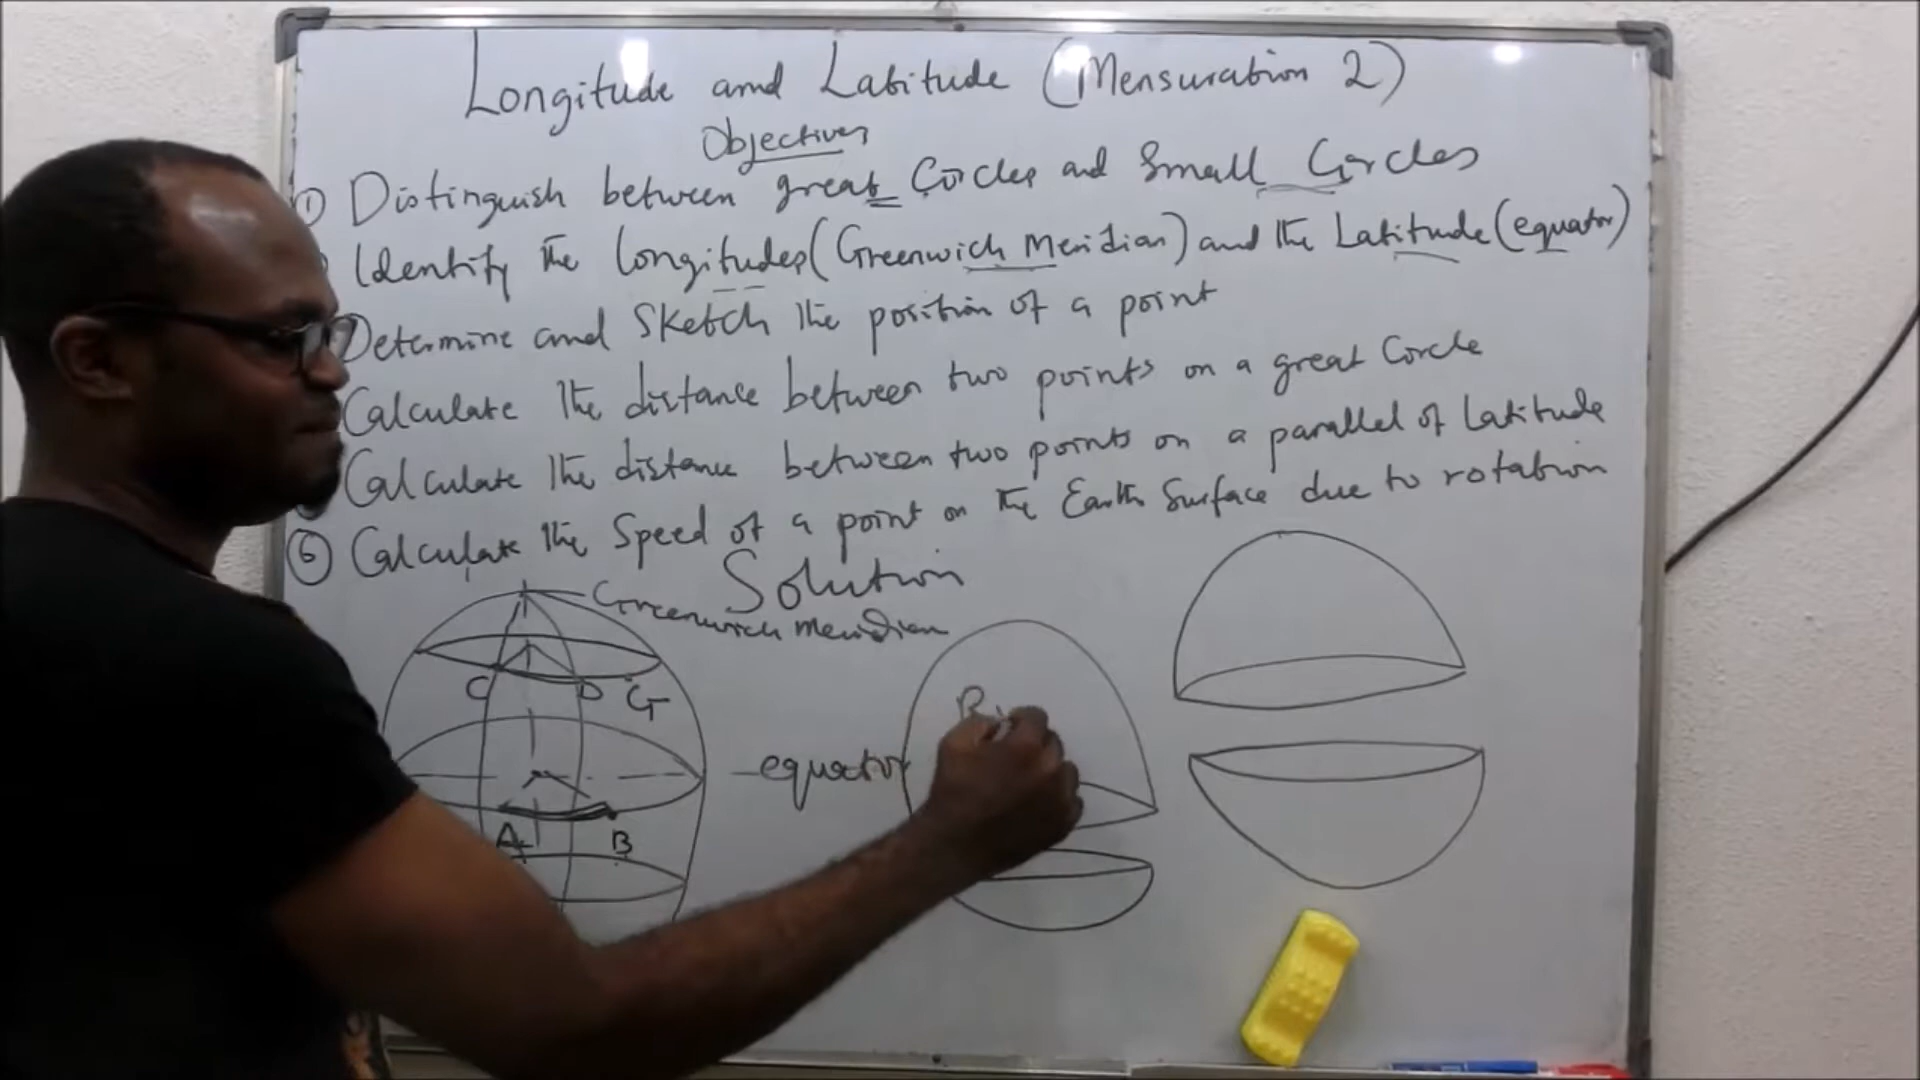 Longitude and Latitude (Mensuration 2)
Objectives
① Distinguish between great Circles and Small Circles
Identify the Longitudes (Greenwich Meridian) and the Latitude (equator)
Determine and Sketch the position of a point
Calculate the distance between two points on a great Circle
Calculate the distance between two points on a parallel of Latitude
⑥ Calculate the Speed of a point on the Earth Surface due to rotation
Solution
Greenwich Meridian
C D G
equator
A B